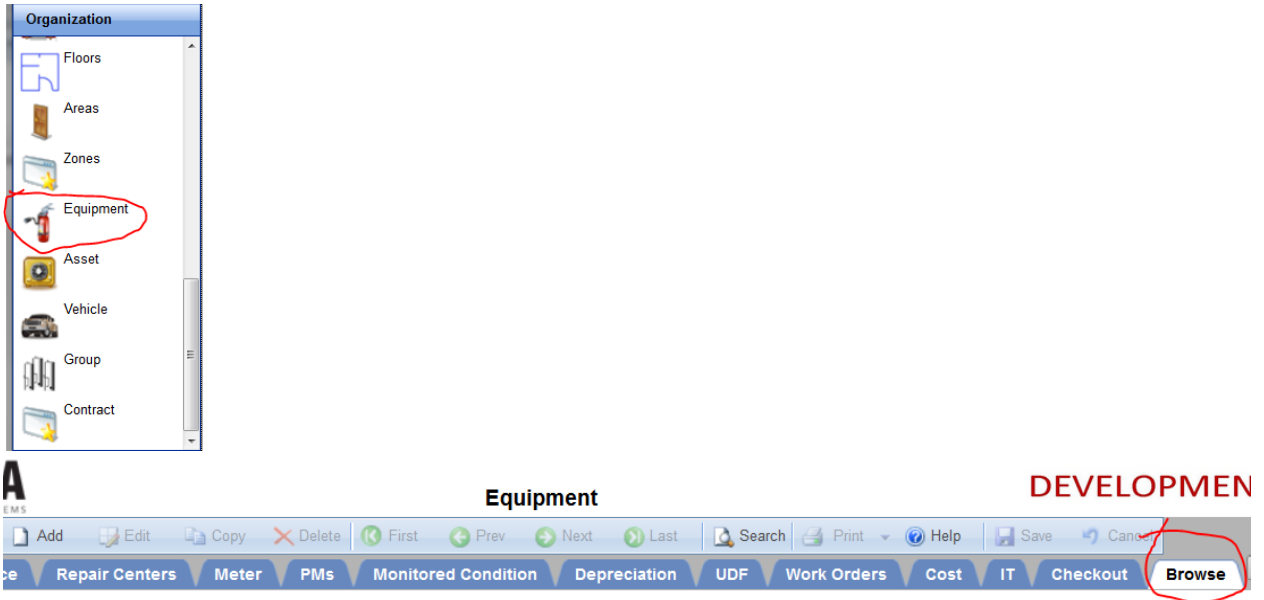 Organization
Floors
Areas
Zones
Equipment
Asset
Vehicle
Group
Contract
A
EMS
Equipment
DEVELOPMEN
Add Edit Copy Delete First Prev Next Last Search Print Help Save Cancel
ce Repair Centers Meter PMs Monitored Condition Depreciation UDF Work Orders Cost IT Checkout Browse